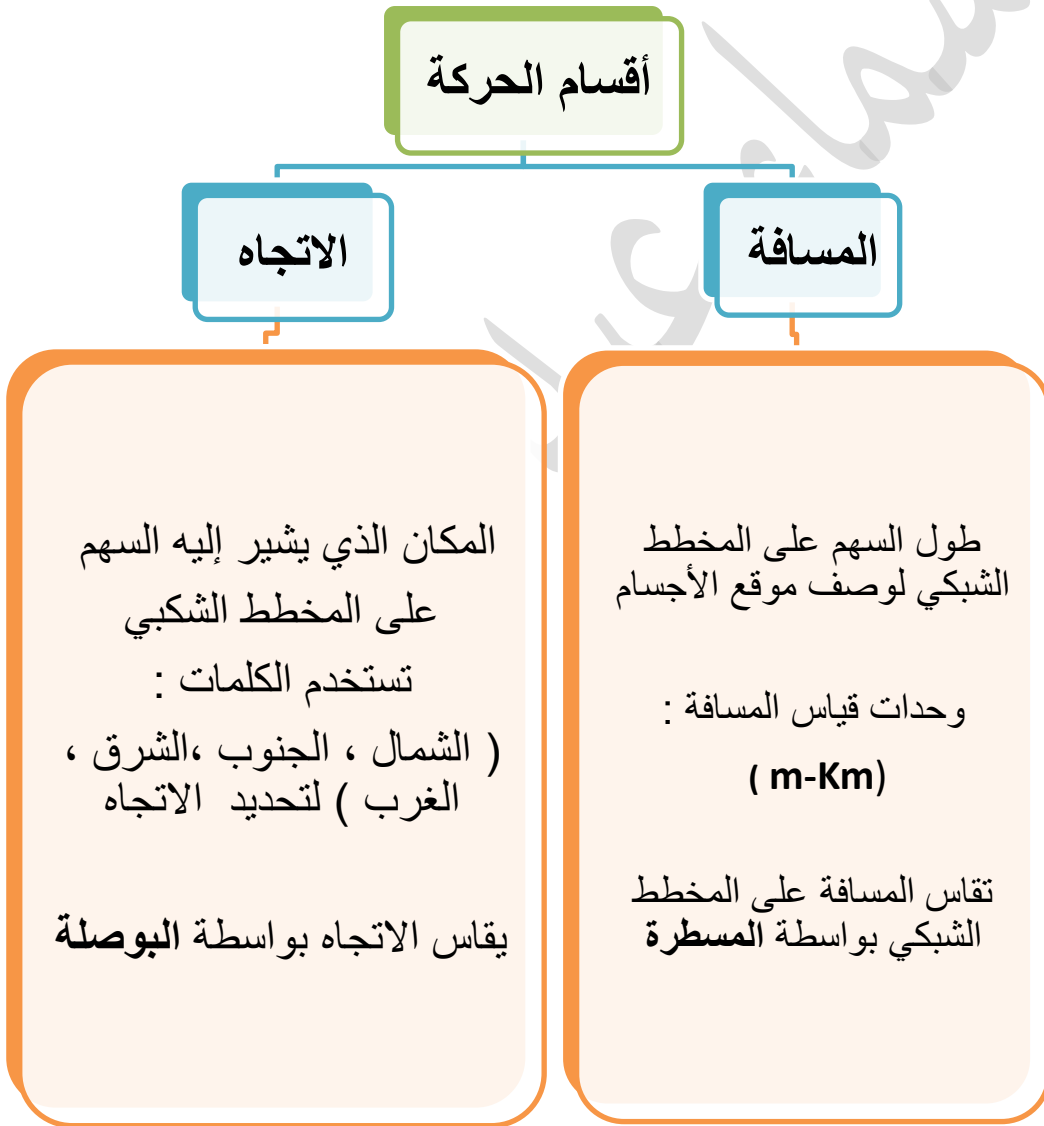 أقسام الحركة
المسافة
الاتجاه
طول السهم على المخطط
الشبكي لوصف موقع الأجسام
وحدات قياس المسافة :
( m-Km)
تقاس المسافة على المخطط
الشبكي بواسطة المسطرة
المكان الذي يشير إليه السهم
على المخطط الشكبي
تستخدم الكلمات :
( الشمال ، الجنوب ،الشرق ،
الغرب ) لتحديد الاتجاه
يقاس الاتجاه بواسطة البوصلة